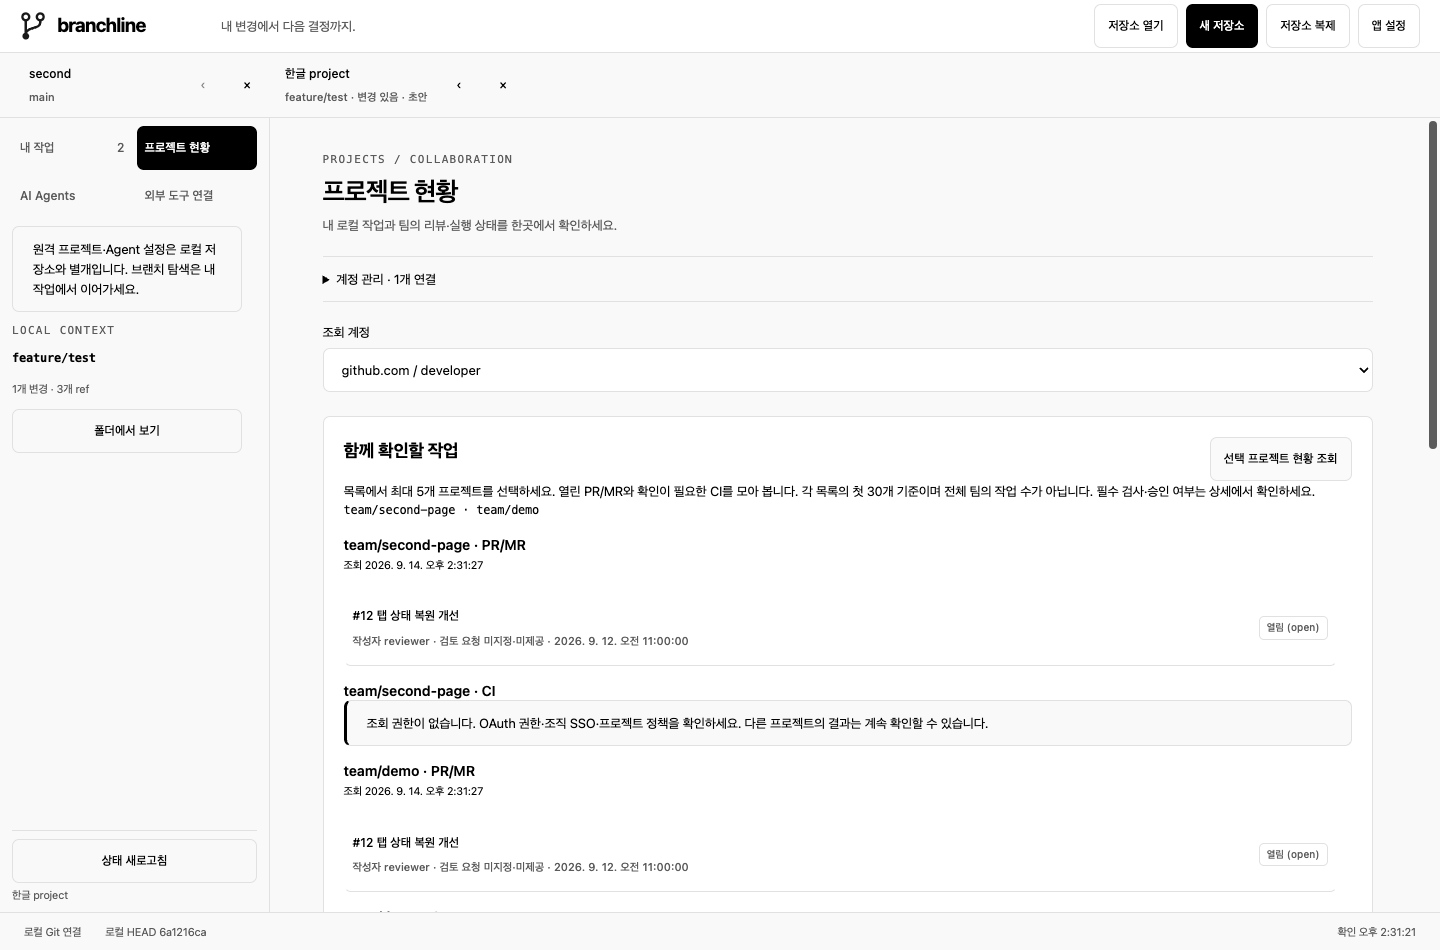 branchline
내 변경에서 다음 결정까지.
저장소 열기
새 저장소
저장소 복제
앱 설정
second
main
‹
×
한글 project
feature/test · 변경 있음 · 초안
‹
×
내 작업 2
프로젝트 현황
AI Agents
외부 도구 연결
원격 프로젝트·Agent 설정은 로컬 저
장소와 별개입니다. 브랜치 탐색은 내
작업에서 이어가세요.
LOCAL CONTEXT
feature/test
1개 변경 · 3개 ref
폴더에서 보기
상태 새로고침
한글 project
PROJECTS / COLLABORATION
프로젝트 현황
내 로컬 작업과 팀의 리뷰·실행 상태를 한곳에서 확인하세요.
▶ 계정 관리 · 1개 연결
조회 계정
github.com / developer
함께 확인할 작업
선택 프로젝트 현황 조회
목록에서 최대 5개 프로젝트를 선택하세요. 열린 PR/MR와 확인이 필요한 CI를 모아 봅니다. 각 목록의 첫 30개 기준이며 전체 팀의 작업 수가 아닙니다. 필수 검사·승인 여부는 상세에서 확인하세요.
team/second-page · team/demo
team/second-page · PR/MR
조회 2026. 9. 14. 오후 2:31:27
#12 탭 상태 복원 개선
작성자 reviewer · 검토 요청 미지정·미제공 · 2026. 9. 12. 오전 11:00:00
열림 (open)
team/second-page · CI
조회 권한이 없습니다. OAuth 권한·조직 SSO·프로젝트 정책을 확인하세요. 다른 프로젝트의 결과는 계속 확인할 수 있습니다.
team/demo · PR/MR
조회 2026. 9. 14. 오후 2:31:27
#12 탭 상태 복원 개선
작성자 reviewer · 검토 요청 미지정·미제공 · 2026. 9. 12. 오전 11:00:00
열림 (open)
로컬 Git 연결
로컬 HEAD 6a1216ca
확인 오후 2:31:21